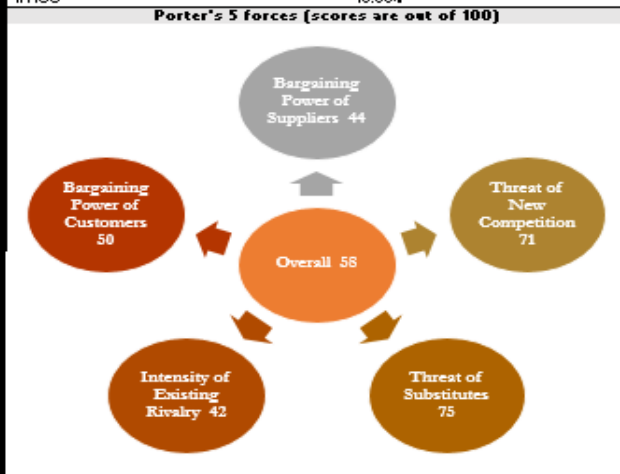 Porter's 5 forces (scores are out of 100)
Bargaining
Power of
Suppliers 44
Bargaining
Power of
Customers
50
Threat of
New
Competition
71
Overall 58
Intensity of
Existing
Rivalry 42
Threat of
Substitutes
75